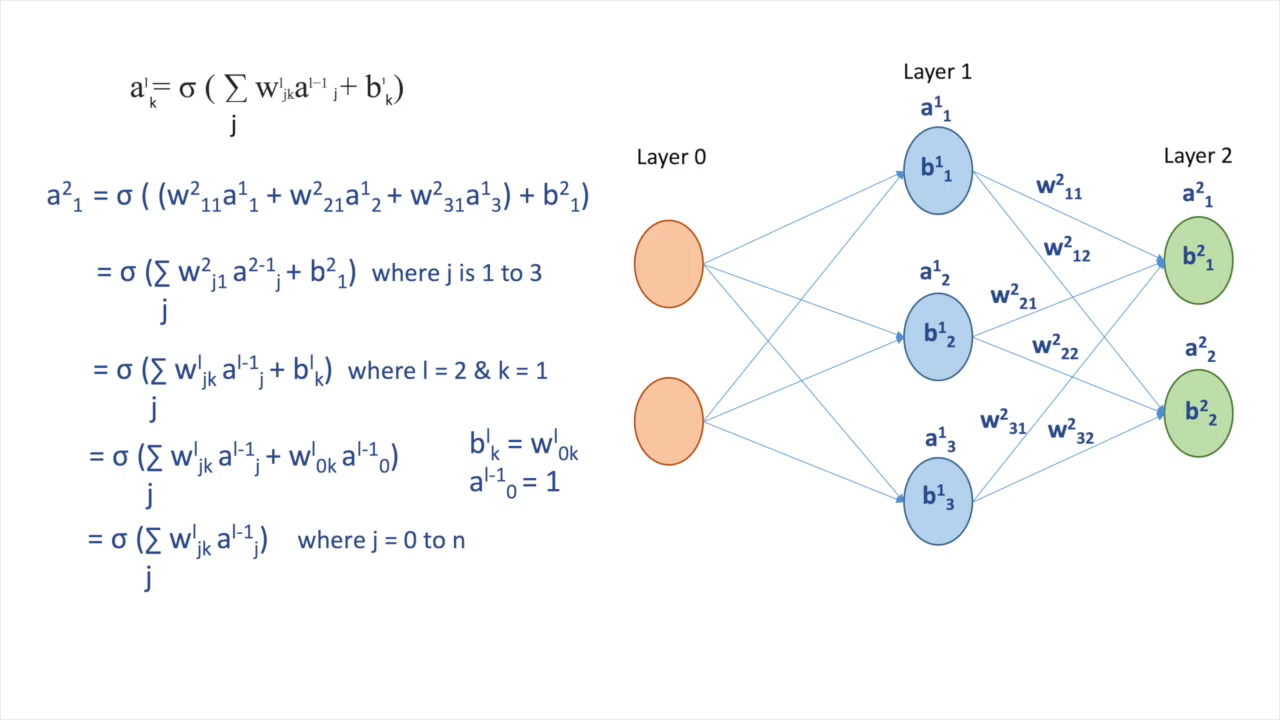 aˡₖ = σ ( ∑ wˡⱼₖaˡ⁻¹ⱼ + bˡₖ)
j
a²₁ = σ ( (w²₁₁a¹₁ + w²₂₁a¹₂ + w²₃₁a¹₃) + b²₁)
= σ (∑ w²ⱼ₁ a²⁻¹ⱼ + b²₁) where j is 1 to 3
j
= σ (∑ wˡⱼₖ aˡ⁻¹ⱼ + bˡₖ) where l = 2 & k = 1
j
= σ (∑ wˡⱼₖ aˡ⁻¹ⱼ + wˡ₀ₖ aˡ⁻¹₀)
j
bˡₖ = wˡ₀ₖ
aˡ⁻¹₀ = 1
= σ (∑ wˡⱼₖ aˡ⁻¹ⱼ) where j = 0 to n
j
Layer 0
Layer 1
a¹₁
b¹₁
a¹₂
b¹₂
a¹₃
b¹₃
w²₁₁
w²₁₂
w²₂₁
w²₂₂
w²₃₁
w²₃₂
Layer 2
a²₁
b²₁
a²₂
b²₂